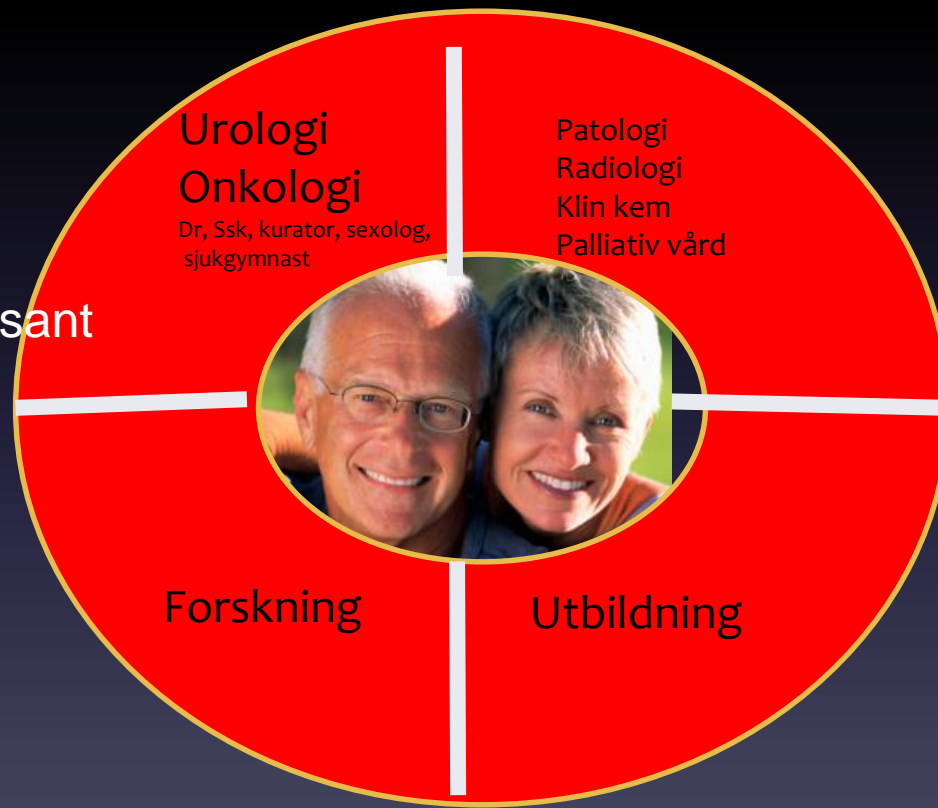 Urologi
Onkologi
Dr, Ssk, kurator, sexolog,
sjukgymnast
Patologi
Radiologi
Klin kem
Palliativ vård
sant
Forskning
Utbildning